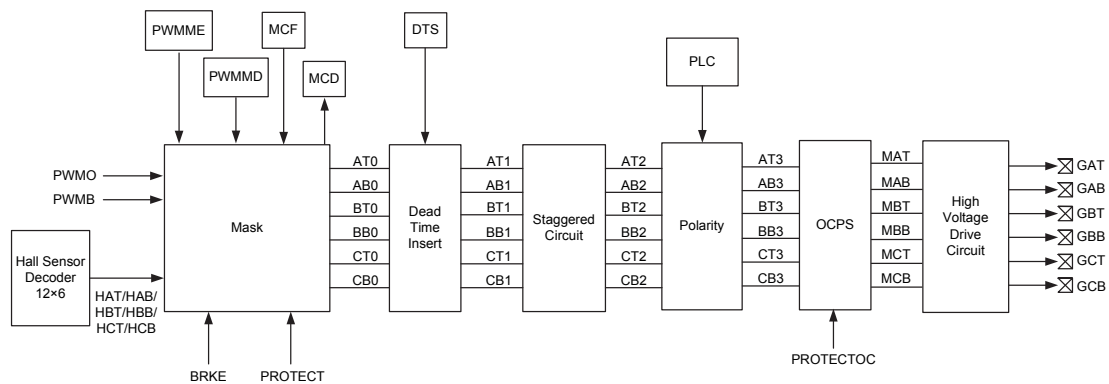 PWMME
MCF
DTS
PWMMD
MCD
PLC
PWMO
PWMB
Hall Sensor
Decoder
12×6
HAT/HAB/
HBT/HBB/
HCT/HCB
Mask
BRKE
PROTECT
AT0
AB0
BT0
BB0
CT0
CB0
Dead
Time
Insert
AT1
AB1
BT1
BB1
CT1
CB1
Staggered
Circuit
AT2
AB2
BT2
BB2
CT2
CB2
Polarity
AT3
AB3
BT3
BB3
CT3
CB3
OCPS
PROTECTOC
MAT
MAB
MBT
MBB
MCT
MCB
High
Voltage
Drive
Circuit
GAT
GAB
GBT
GBB
GCT
GCB